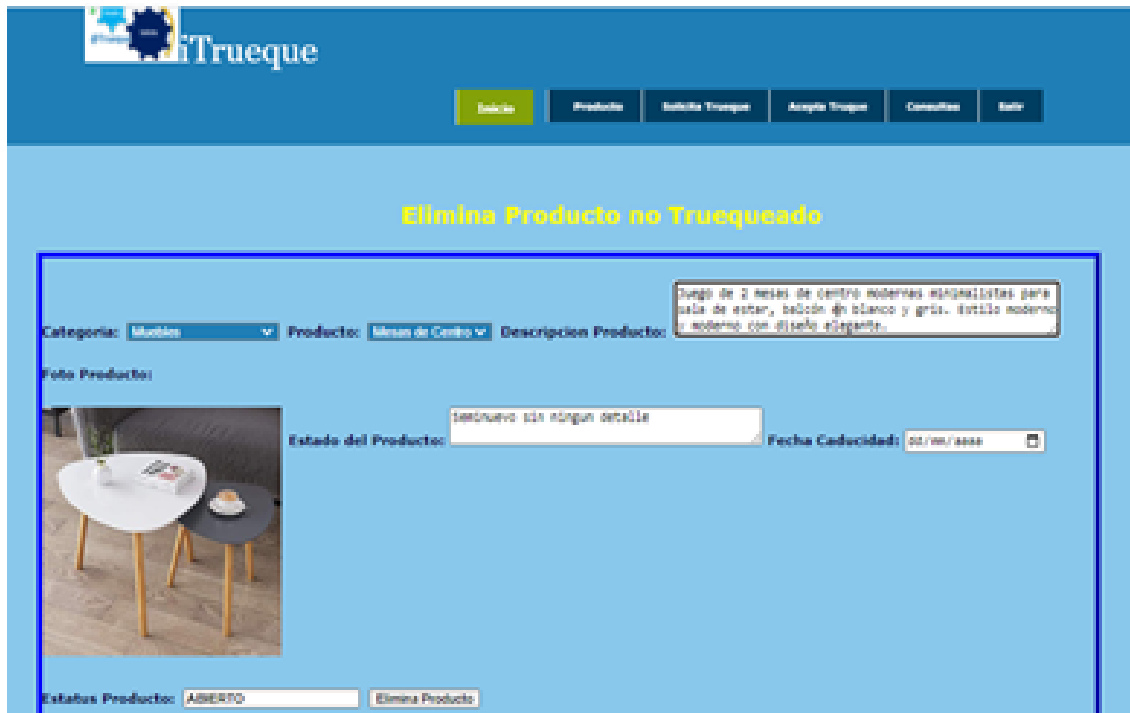 iTrueque
Inicio Producto Solicita Trueque Acepta Truque Consultas Salir
Elimina Producto no Truequeado
Categoria: Muebles Producto: Mesas de Centro Descripcion Producto:
Juego de 2 mesas de centro modernas minimalistas para
sala de estar, balcón en blanco y gris. Estilo moderno
y moderno con diseño elegante.
Foto Producto:
Estado del Producto: Seminuevo sin ningun detalle Fecha Caducidad: dd/mm/aaaa
Estatus Producto: ABIERTO Elimina Producto